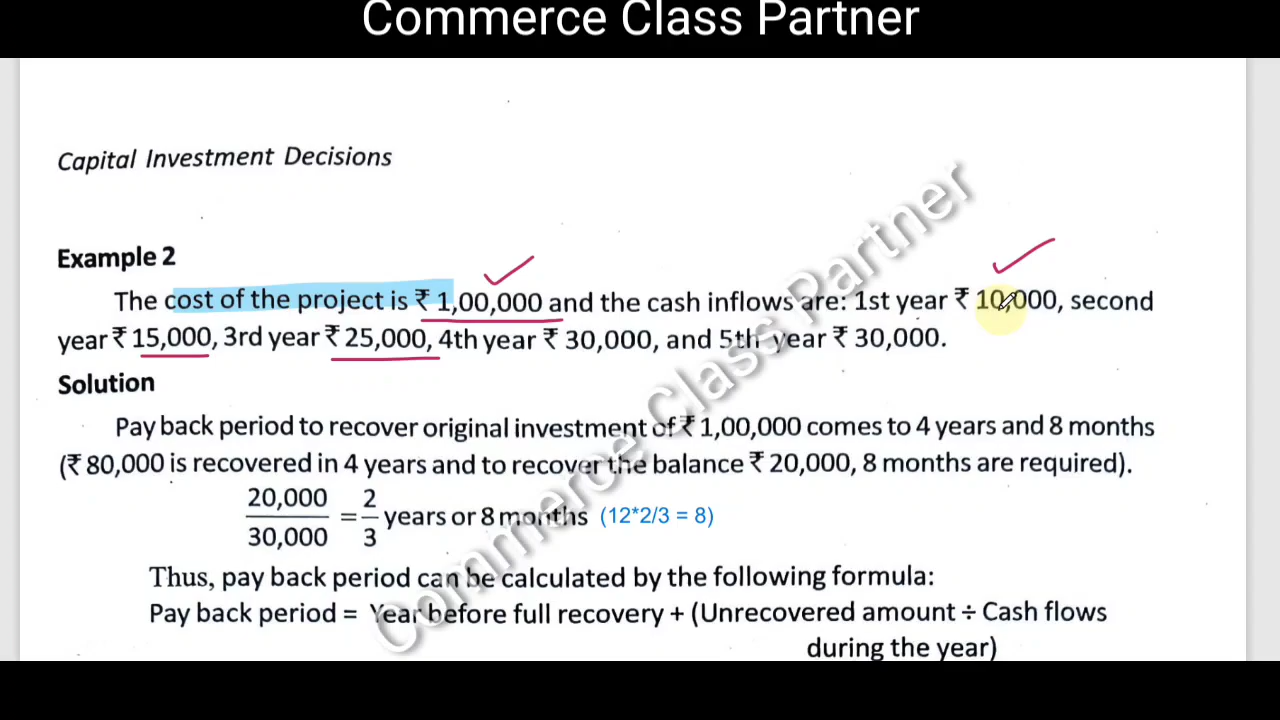 Commerce Class Partner
Capital Investment Decisions
Example 2
The cost of the project is ₹ 1,00,000 and the cash inflows are: 1st year ₹ 10,000, second
year ₹ 15,000, 3rd year ₹ 25,000, 4th year ₹ 30,000, and 5th year ₹ 30,000.
Solution
Pay back period to recover original investment of ₹ 1,00,000 comes to 4 years and 8 months
(₹ 80,000 is recovered in 4 years and to recover the balance ₹ 20,000, 8 months are required).
20,000/30,000 = 2/3 years or 8 months (12*2/3 = 8)
Thus, pay back period can be calculated by the following formula:
Pay back period = Year before full recovery + (Unrecovered amount ÷ Cash flows
during the year)
Commerce Class Partner